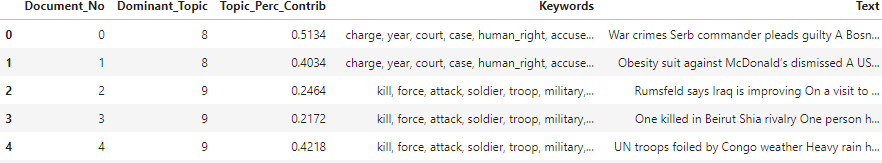 Document_No Dominant_Topic Topic_Perc_Contrib Keywords Text
0 0 8 0.5134 charge, year, court, case, human_right, accuse... War crimes Serb commander pleads guilty A Bosn...
1 1 8 0.4034 charge, year, court, case, human_right, accuse... Obesity suit against McDonald's dismissed A US...
2 2 9 0.2464 kill, force, attack, soldier, troop, military,... Rumsfeld says Iraq is improving On a visit to ...
3 3 9 0.2172 kill, force, attack, soldier, troop, military,... One killed in Beirut Shia rivalry One person h...
4 4 9 0.4218 kill, force, attack, soldier, troop, military,... UN troops foiled by Congo weather Heavy rain h...